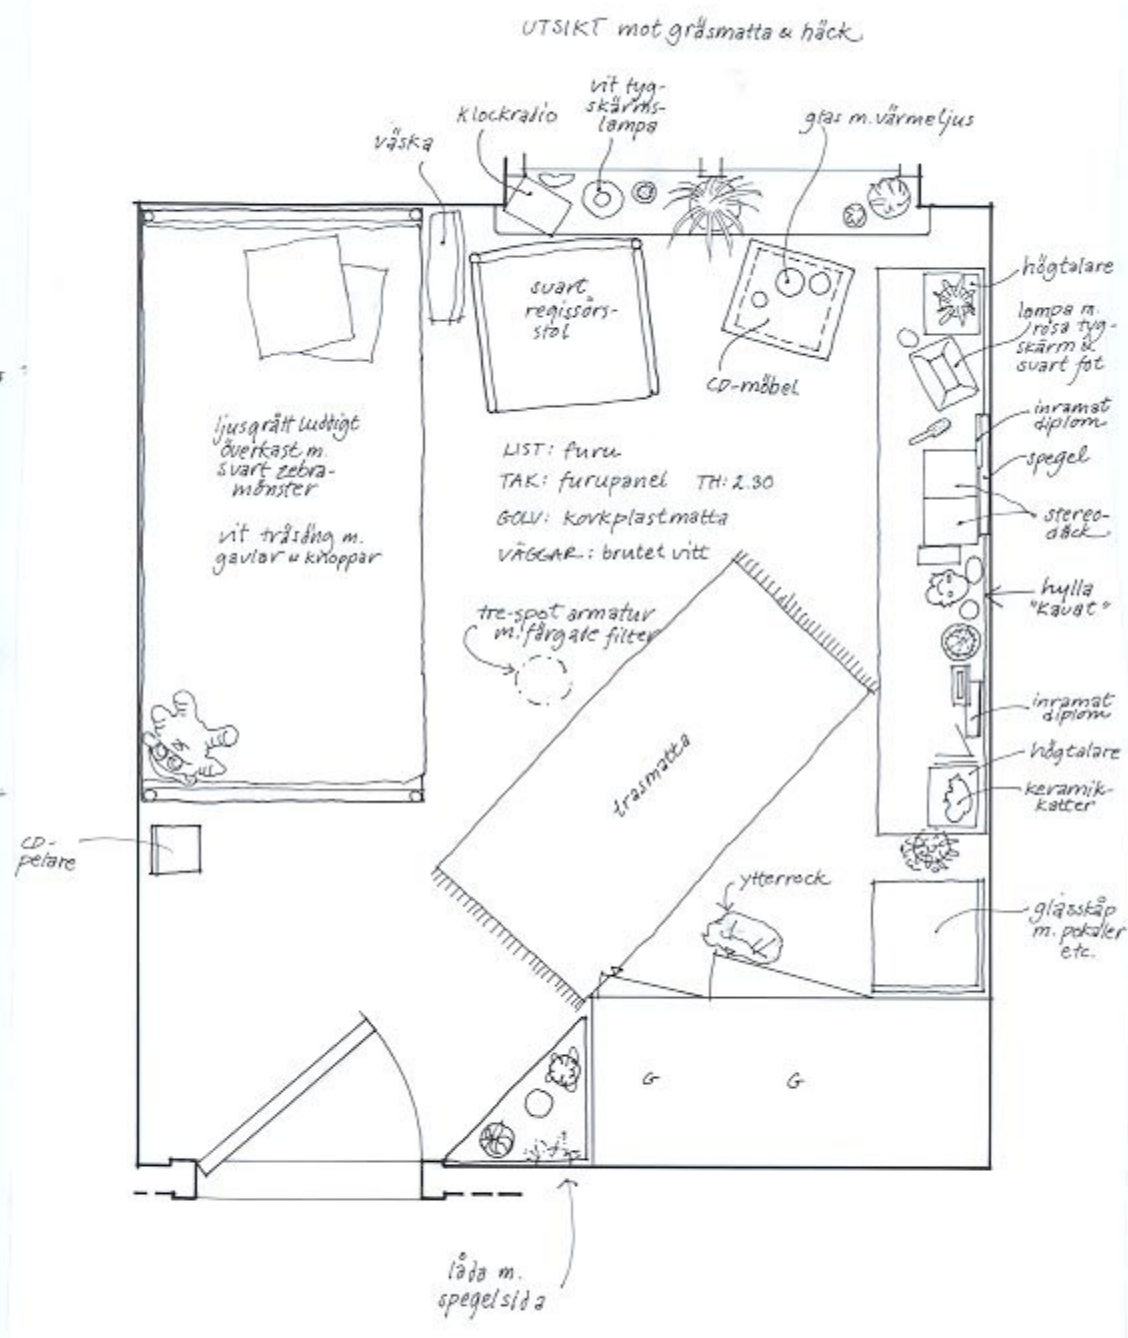 UTSIKT mot gräsmatta & häck
vit tyg-
skärms-
lampa
klockradio
glas m. värmeljus
väska
svart
regissörs-
stol
högtalare
lampa m.
rosa tyg-
skärm &
svart fot
CD-möbel
inramat
diplom
spegel
ljusgrått luddigt
överkast m.
svart zebra-
mönster
LIST: furu
TAK: furupanel TH: 2.30
GOLV: korkplastmatta
VÄGGAR: brutet vitt
stereo-
däck
vit träsäng m.
gavlar & knoppar
hylla
"Kavat"
tre-spot armatur
m. färgade filter
inramat
diplom
trasmatta
högtalare
keramik-
katter
CD-
pelare
ytterrock
glasskåp
m. pokaler
etc.
G
G
låda m.
spegelsida